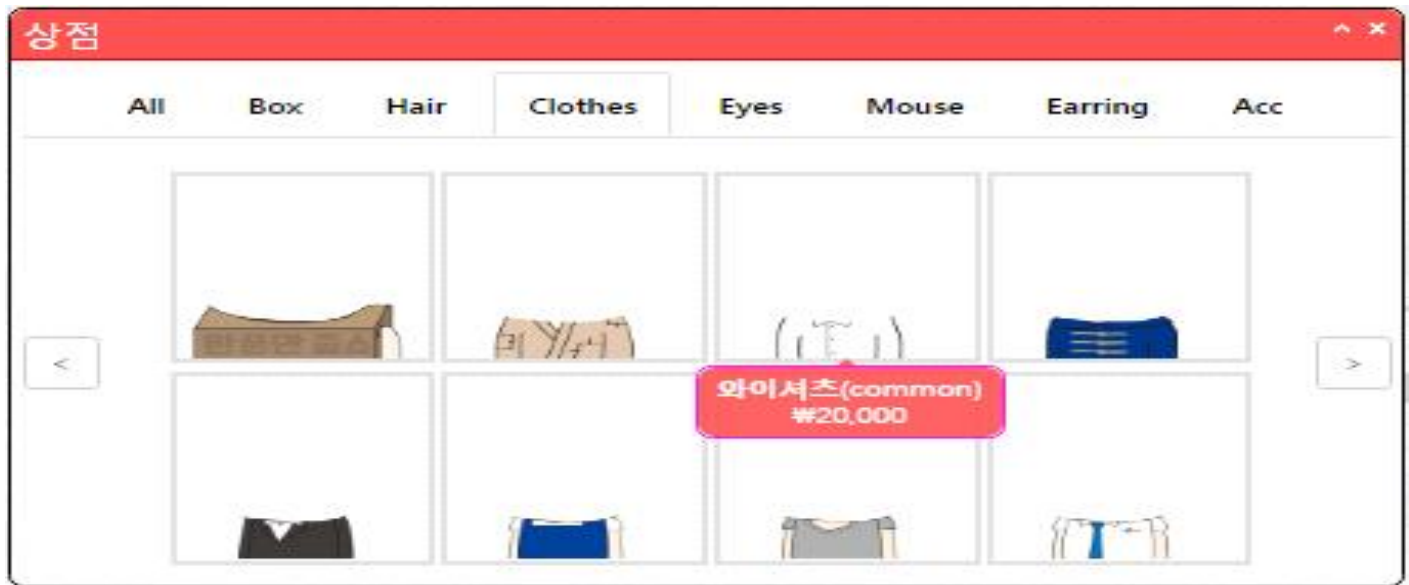 상점
All Box Hair Clothes Eyes Mouse Earring Acc
< >
와이셔츠(common)
₩20,000